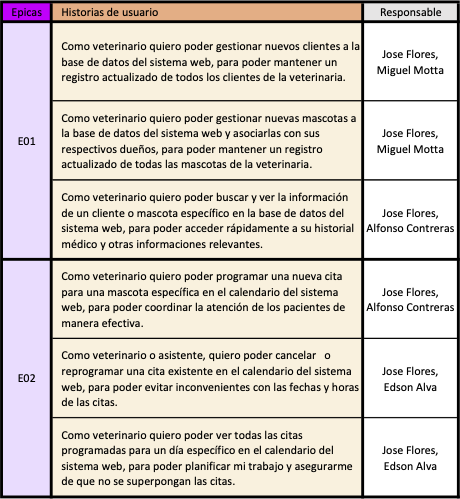 Epicas Historias de usuario Responsable
E01
Como veterinario quiero poder gestionar nuevos clientes a la
base de datos del sistema web, para poder mantener un
registro actualizado de todos los clientes de la veterinaria.
Jose Flores,
Miguel Motta
Como veterinario quiero poder gestionar nuevas mascotas a
la base de datos del sistema web y asociarlas con sus
respectivos dueños, para poder mantener un registro
actualizado de todas las mascotas de la veterinaria.
Jose Flores,
Miguel Motta
Como veterinario quiero poder buscar y ver la información
de un cliente o mascota específico en la base de datos del
sistema web, para poder acceder rápidamente a su historial
médico y otras informaciones relevantes.
Jose Flores,
Alfonso Contreras
E02
Como veterinario quiero poder programar una nueva cita
para una mascota específica en el calendario del sistema
web, para poder coordinar la atención de los pacientes de
manera efectiva.
Jose Flores,
Alfonso Contreras
Como veterinario o asistente, quiero poder cancelar o
reprogramar una cita existente en el calendario del sistema
web, para poder evitar inconvenientes con las fechas y horas
de las citas.
Jose Flores,
Edson Alva
Como veterinario quiero poder ver todas las citas
programadas para un día específico en el calendario del
sistema web, para poder planificar mi trabajo y asegurarme
de que no se superpongan las citas.
Jose Flores,
Edson Alva